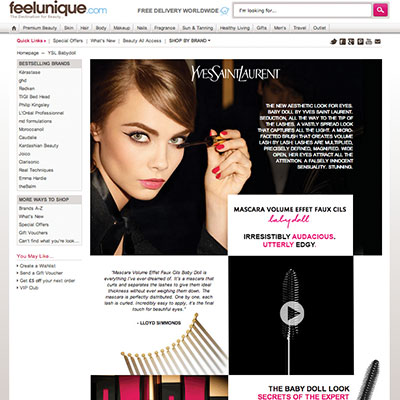 feelunique.com
The Destination for Beauty.
FREE DELIVERY WORLDWIDE
I'm looking for...
Premium Beauty Skin Hair Body Makeup Nails Fragrance Sun & Tanning Healthy Living Gifts Electrical
Quick Links Special Offers What's New Beauty All Access SHOP BY BRAND
Homepage YSL Babydoll
BESTSELLING BRANDS
Kérastase
ghd
Redken
TIGI Bed Head
Philip Kingsley
L'Oréal Professionnel
md formulations
Moroccanoil
Caudalie
Kardashian Beauty
Joico
Clarisonic
Real Techniques
Emma Hardie
theBalm
MORE WAYS TO SHOP
Brands A-Z
What's New
Special Offers
Gift Vouchers
Can't find what you're look...
You May Like...
Create a Wishlist
Send a Gift Voucher
Get £5 off your next order
VIP Club
YVESSAINTLAURENT
THE NEW AESTHETIC LOOK FOR EYES.
BABY DOLL BY YVES SAINT LAURENT.
SEDUCTION, ALL THE WAY TO THE TIP
OF THE LASHES. A VASTLY SPREAD LOOK
THAT CAPTURES ALL THE LIGHT. A MICRO-
FACETED BRUSH THAT CREATES VOLUME
LASH BY LASH: LASHES ARE MULTIPLIED,
PRECISELY DEFINED, MAGNIFIED. WIDE
OPEN, HER EYES ATTRACT ALL THE
ATTENTION. A FALSELY INNOCENT
SENSUALITY, STUNNING.
MASCARA VOLUME EFFET FAUX CILS
babydoll
IRRESISTIBLY AUDACIOUS.
UTTERLY EDGY.
"Mascara Volume Effet Faux Cils Baby Doll is
everything I've ever dreamed of. It's a mascara that
curls and separates the lashes to give them ideal
thickness without ever weighing them down. The
mascara is perfectly distributed. One by one, each
lash is curled. Incredibly easy to apply, it's the final
touch for beautiful eyes."
- LLOYD SIMMONDS
THE BABY DOLL LOOK
SECRETS OF THE EXPERT